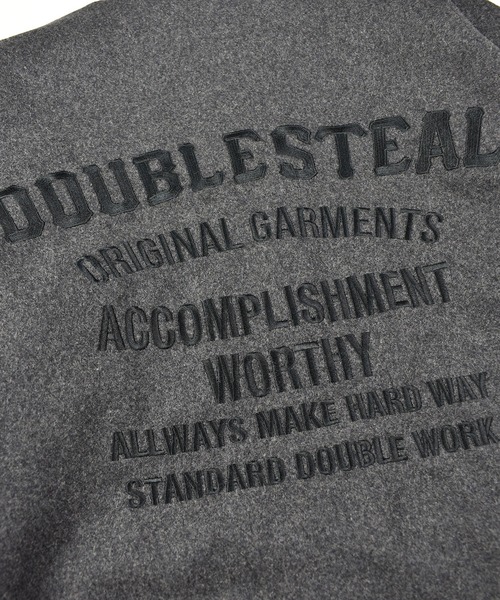 DOUBLESTEAL
ORIGINAL GARMENTS
ACCOMPLISHMENT
WORTHY
ALLWAYS MAKE HARD WAY
STANDARD DOUBLE WORK